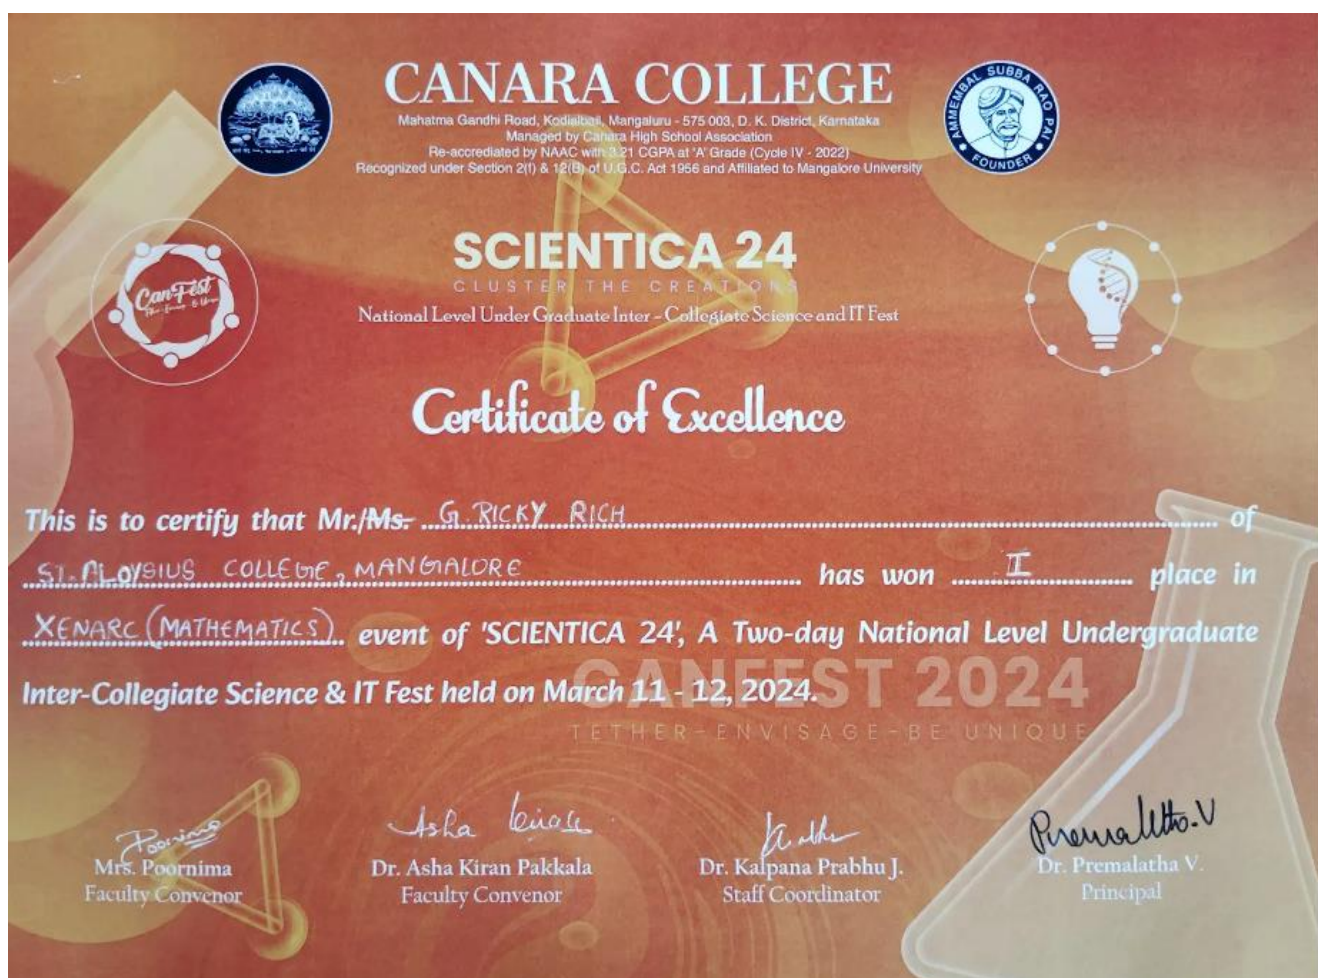 CANARA COLLEGE
Mahatma Gandhi Road, Kodialbail, Mangaluru - 575 003, D. K. District, Karnataka
Managed by Canara High School Association
Re-accrediated by NAAC with 3.21 CGPA at 'A' Grade (Cycle IV - 2022)
Recognized under Section 2(f) & 12(B) of U.G.C. Act 1956 and Affiliated to Mangalore University
AMMEMBAL SUBBA RAO PAI
FOUNDER
SCIENTICA 24
CLUSTER THE CREATIONS
National Level Under Graduate Inter - Collegiate Science and IT Fest
CanFest
Certificate of Excellence
This is to certify that Mr./Ms. G. RICKY RICH of
ST. ALOYSIUS COLLEGE, MANGALORE has won II place in
XENARC (MATHEMATICS) event of 'SCIENTICA 24', A Two-day National Level Undergraduate
Inter-Collegiate Science & IT Fest held on March 11 - 12, 2024.
CANFEST 2024
TETHER-ENVISAGE-BE UNIQUE
Poornima
Asha Kiran
Premalatha.V
Mrs. Poornima
Dr. Asha Kiran Pakkala
Dr. Kalpana Prabhu J.
Dr. Premalatha V.
Faculty Convenor
Faculty Convenor
Staff Coordinator
Principal